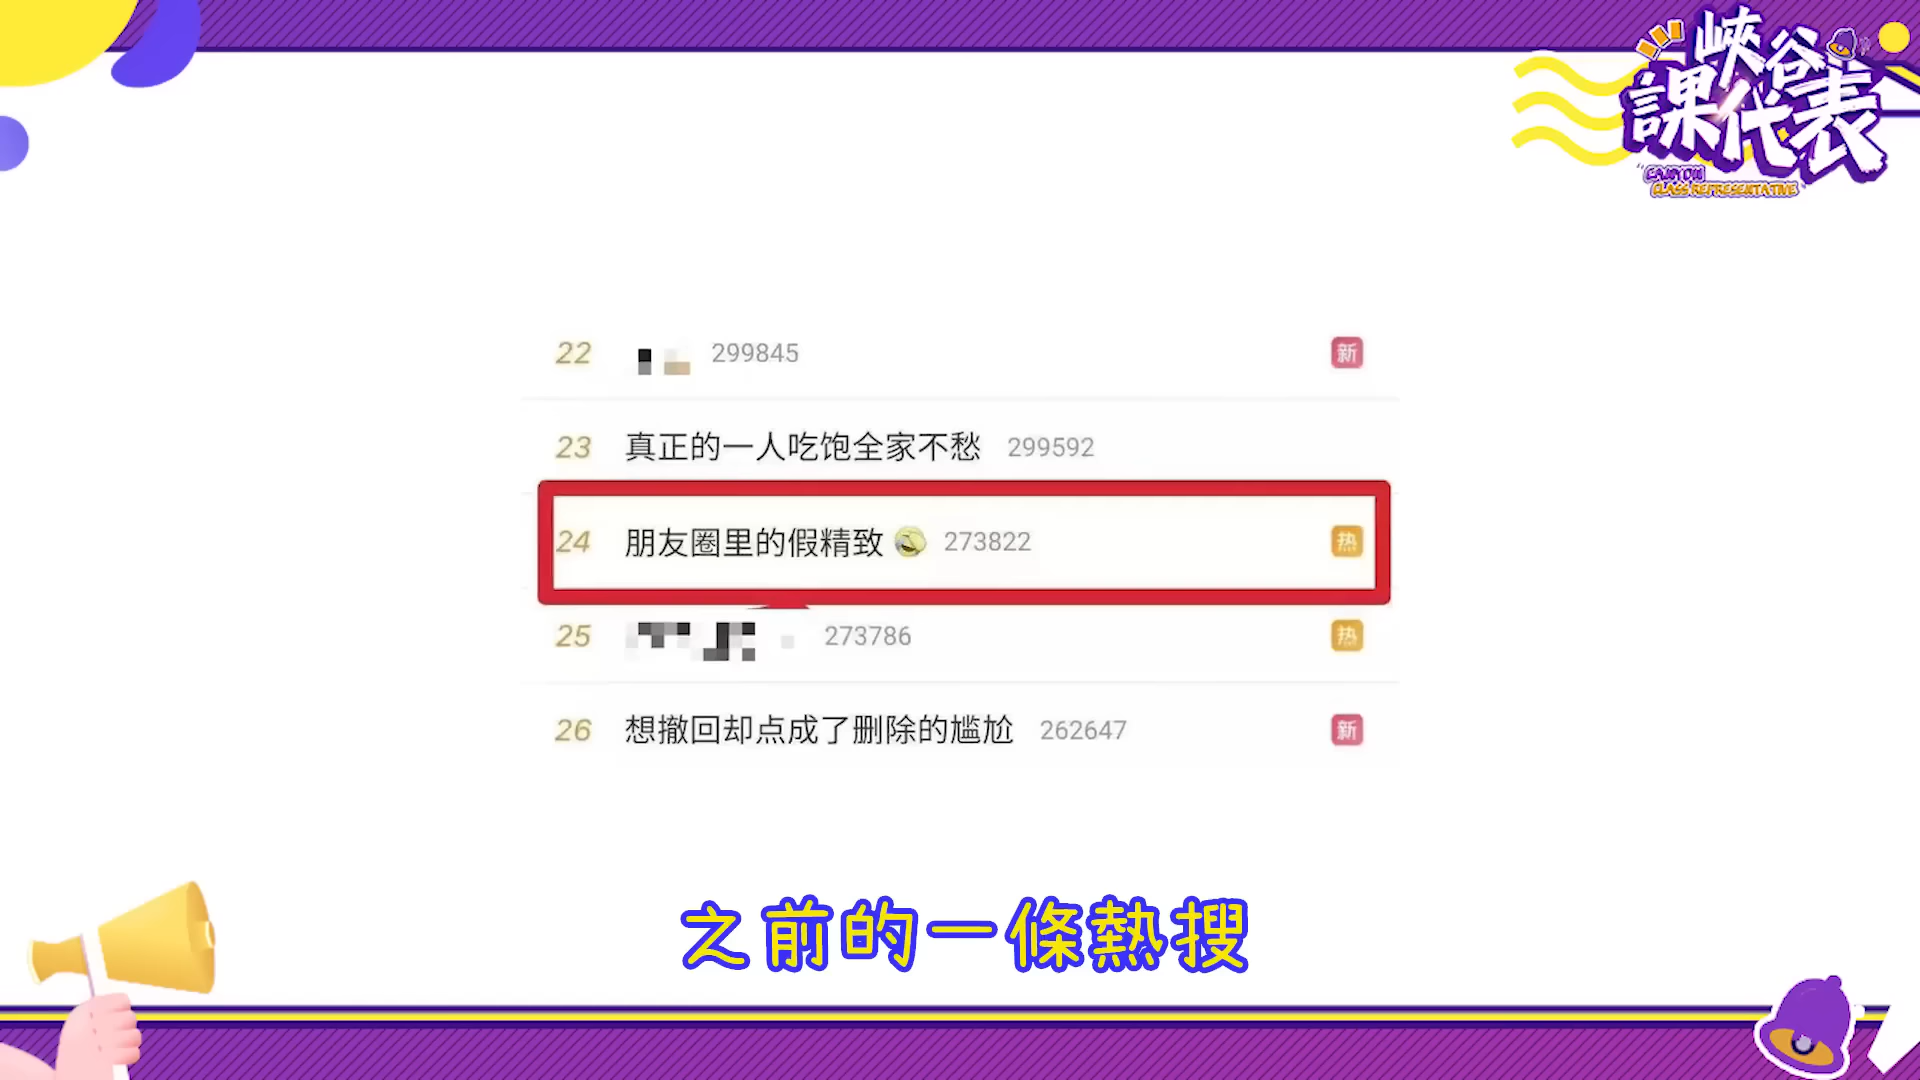 峽谷
課代表
CANYON
CLASS REPRESENTATIVE
22 299845 新
23 真正的一人吃饱全家不愁 299592
24 朋友圈里的假精致 273822 热
25 273786 热
26 想撤回却点成了删除的尴尬 262647 新
之前的一條熱搜